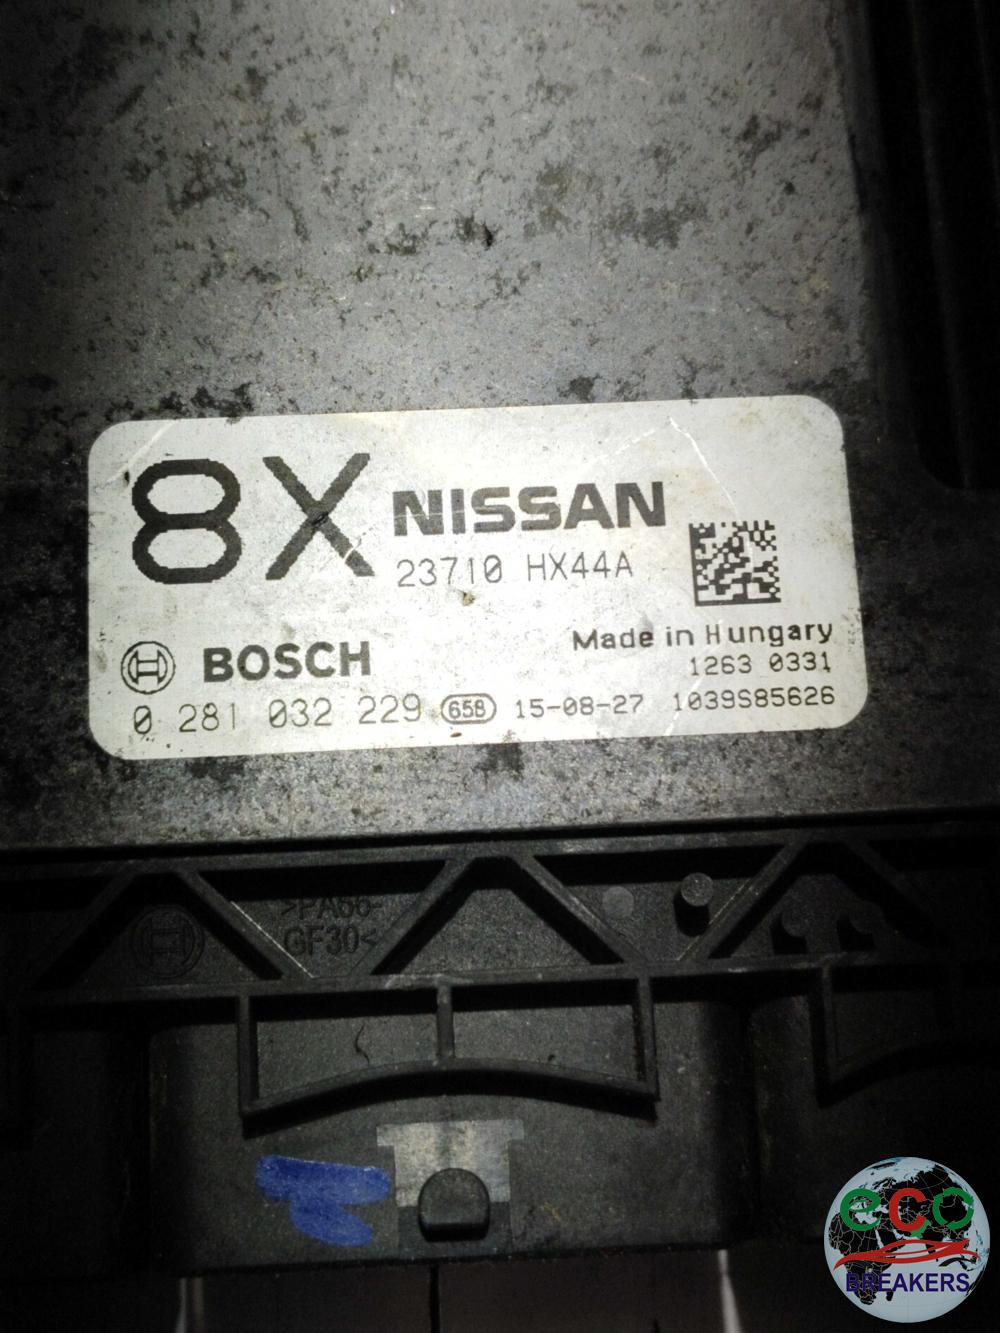 8X NISSAN
23710 HX44A
BOSCH
Made in Hungary
1263 0331
0 281 032 229 658 15-08-27 1039S85626
>PA66-
GF30<
eco
BREAKERS